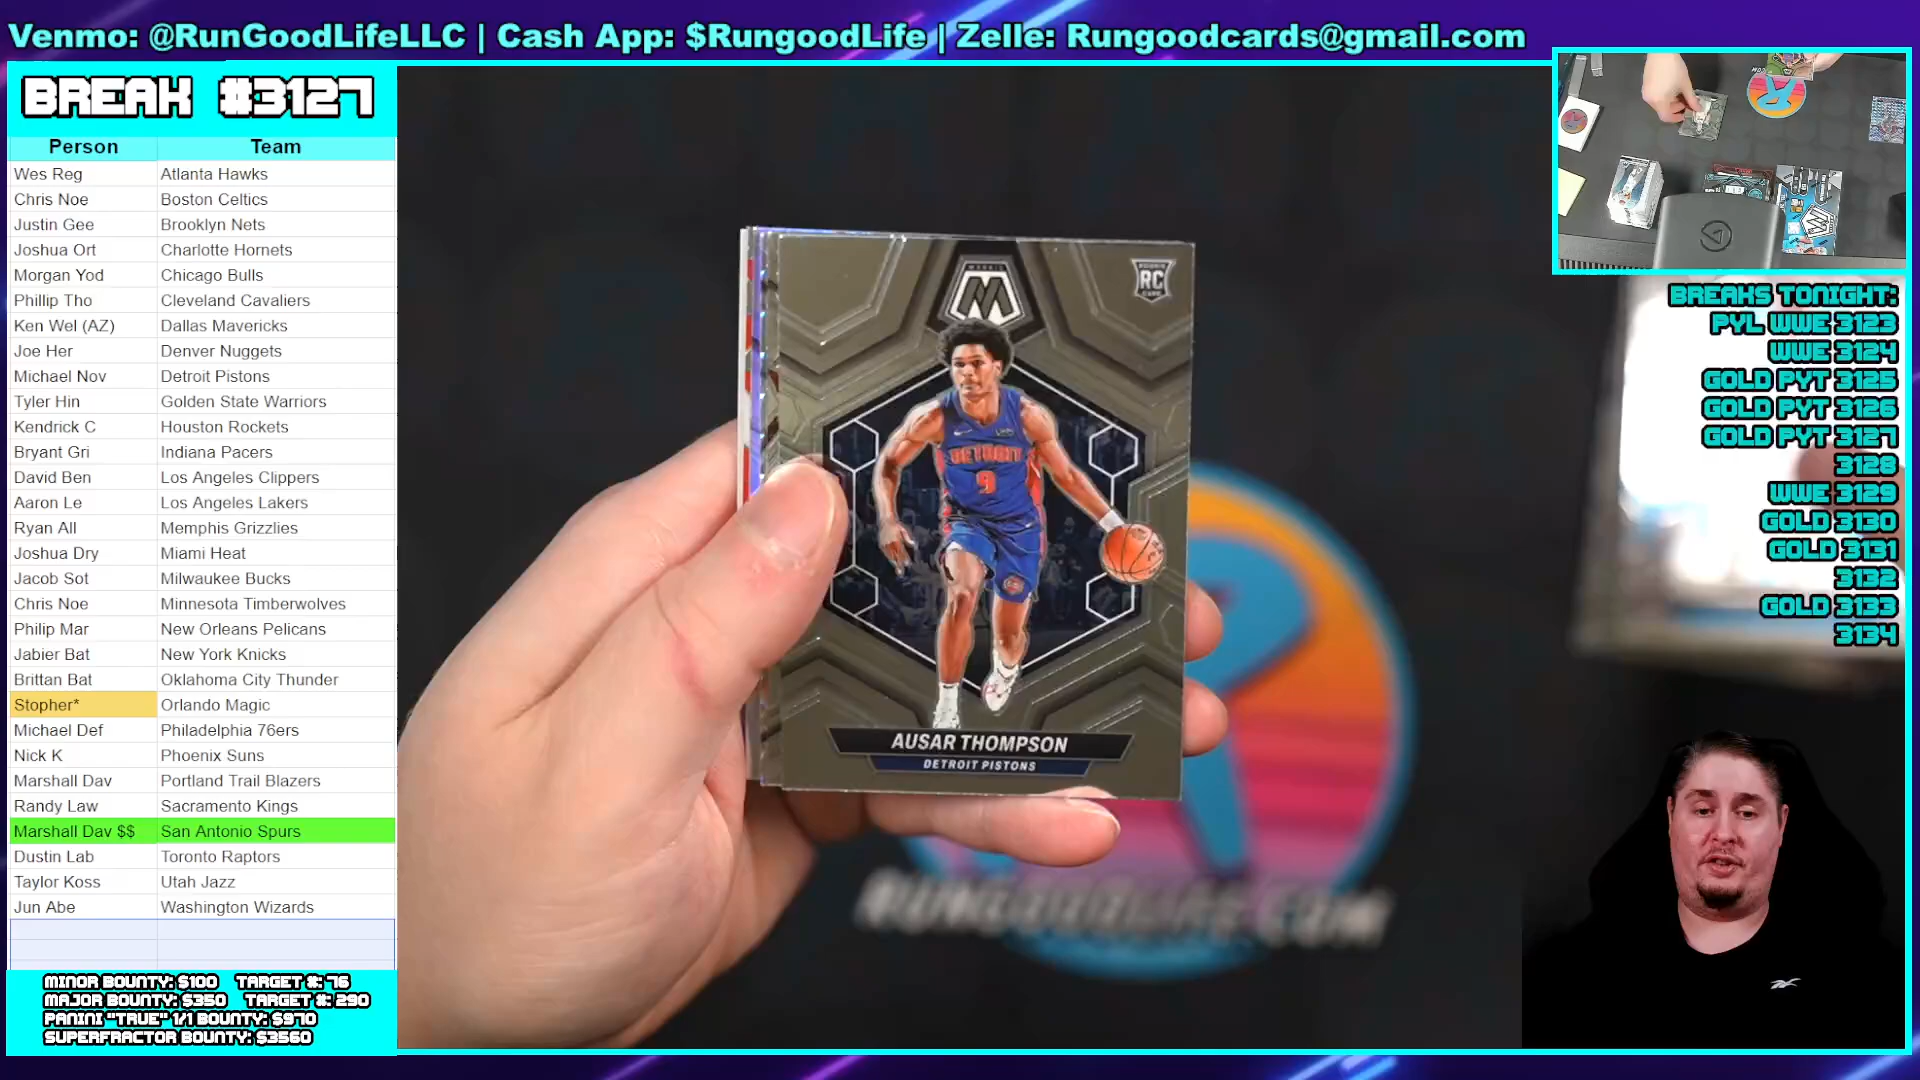 Venmo: @RunGoodLifeLLC | Cash App: $RungoodLife | Zelle: Rungoodcards@gmail.com
BREAK #3127
Person Team
Wes Reg Atlanta Hawks
Chris Noe Boston Celtics
Justin Gee Brooklyn Nets
Joshua Ort Charlotte Hornets
Morgan Yod Chicago Bulls
Phillip Tho Cleveland Cavaliers
Ken Wel (AZ) Dallas Mavericks
Joe Her Denver Nuggets
Michael Nov Detroit Pistons
Tyler Hin Golden State Warriors
Kendrick C Houston Rockets
Bryant Gri Indiana Pacers
David Ben Los Angeles Clippers
Aaron Le Los Angeles Lakers
Ryan All Memphis Grizzlies
Joshua Dry Miami Heat
Jacob Sot Milwaukee Bucks
Chris Noe Minnesota Timberwolves
Philip Mar New Orleans Pelicans
Jabier Bat New York Knicks
Brittan Bat Oklahoma City Thunder
Stopher* Orlando Magic
Michael Def Philadelphia 76ers
Nick K Phoenix Suns
Marshall Dav Portland Trail Blazers
Randy Law Sacramento Kings
Marshall Dav $$ San Antonio Spurs
Dustin Lab Toronto Raptors
Taylor Koss Utah Jazz
Jun Abe Washington Wizards
MINOR BOUNTY: $100 TARGET #: 76
MAJOR BOUNTY: $350 TARGET #: 290
PANINI "TRUE" 1/1 BOUNTY: $970
SUPERFRACTOR BOUNTY: $3560
MOSAIC
RC
DETROIT
9
AUSAR THOMPSON
DETROIT PISTONS
RUNGOODLIFE.COM
BREAKS TONIGHT:
PYL WWE 3123
WWE 3124
GOLD PYT 3125
GOLD PYT 3126
GOLD PYT 3127
3128
WWE 3129
GOLD 3130
GOLD 3131
3132
GOLD 3133
3134